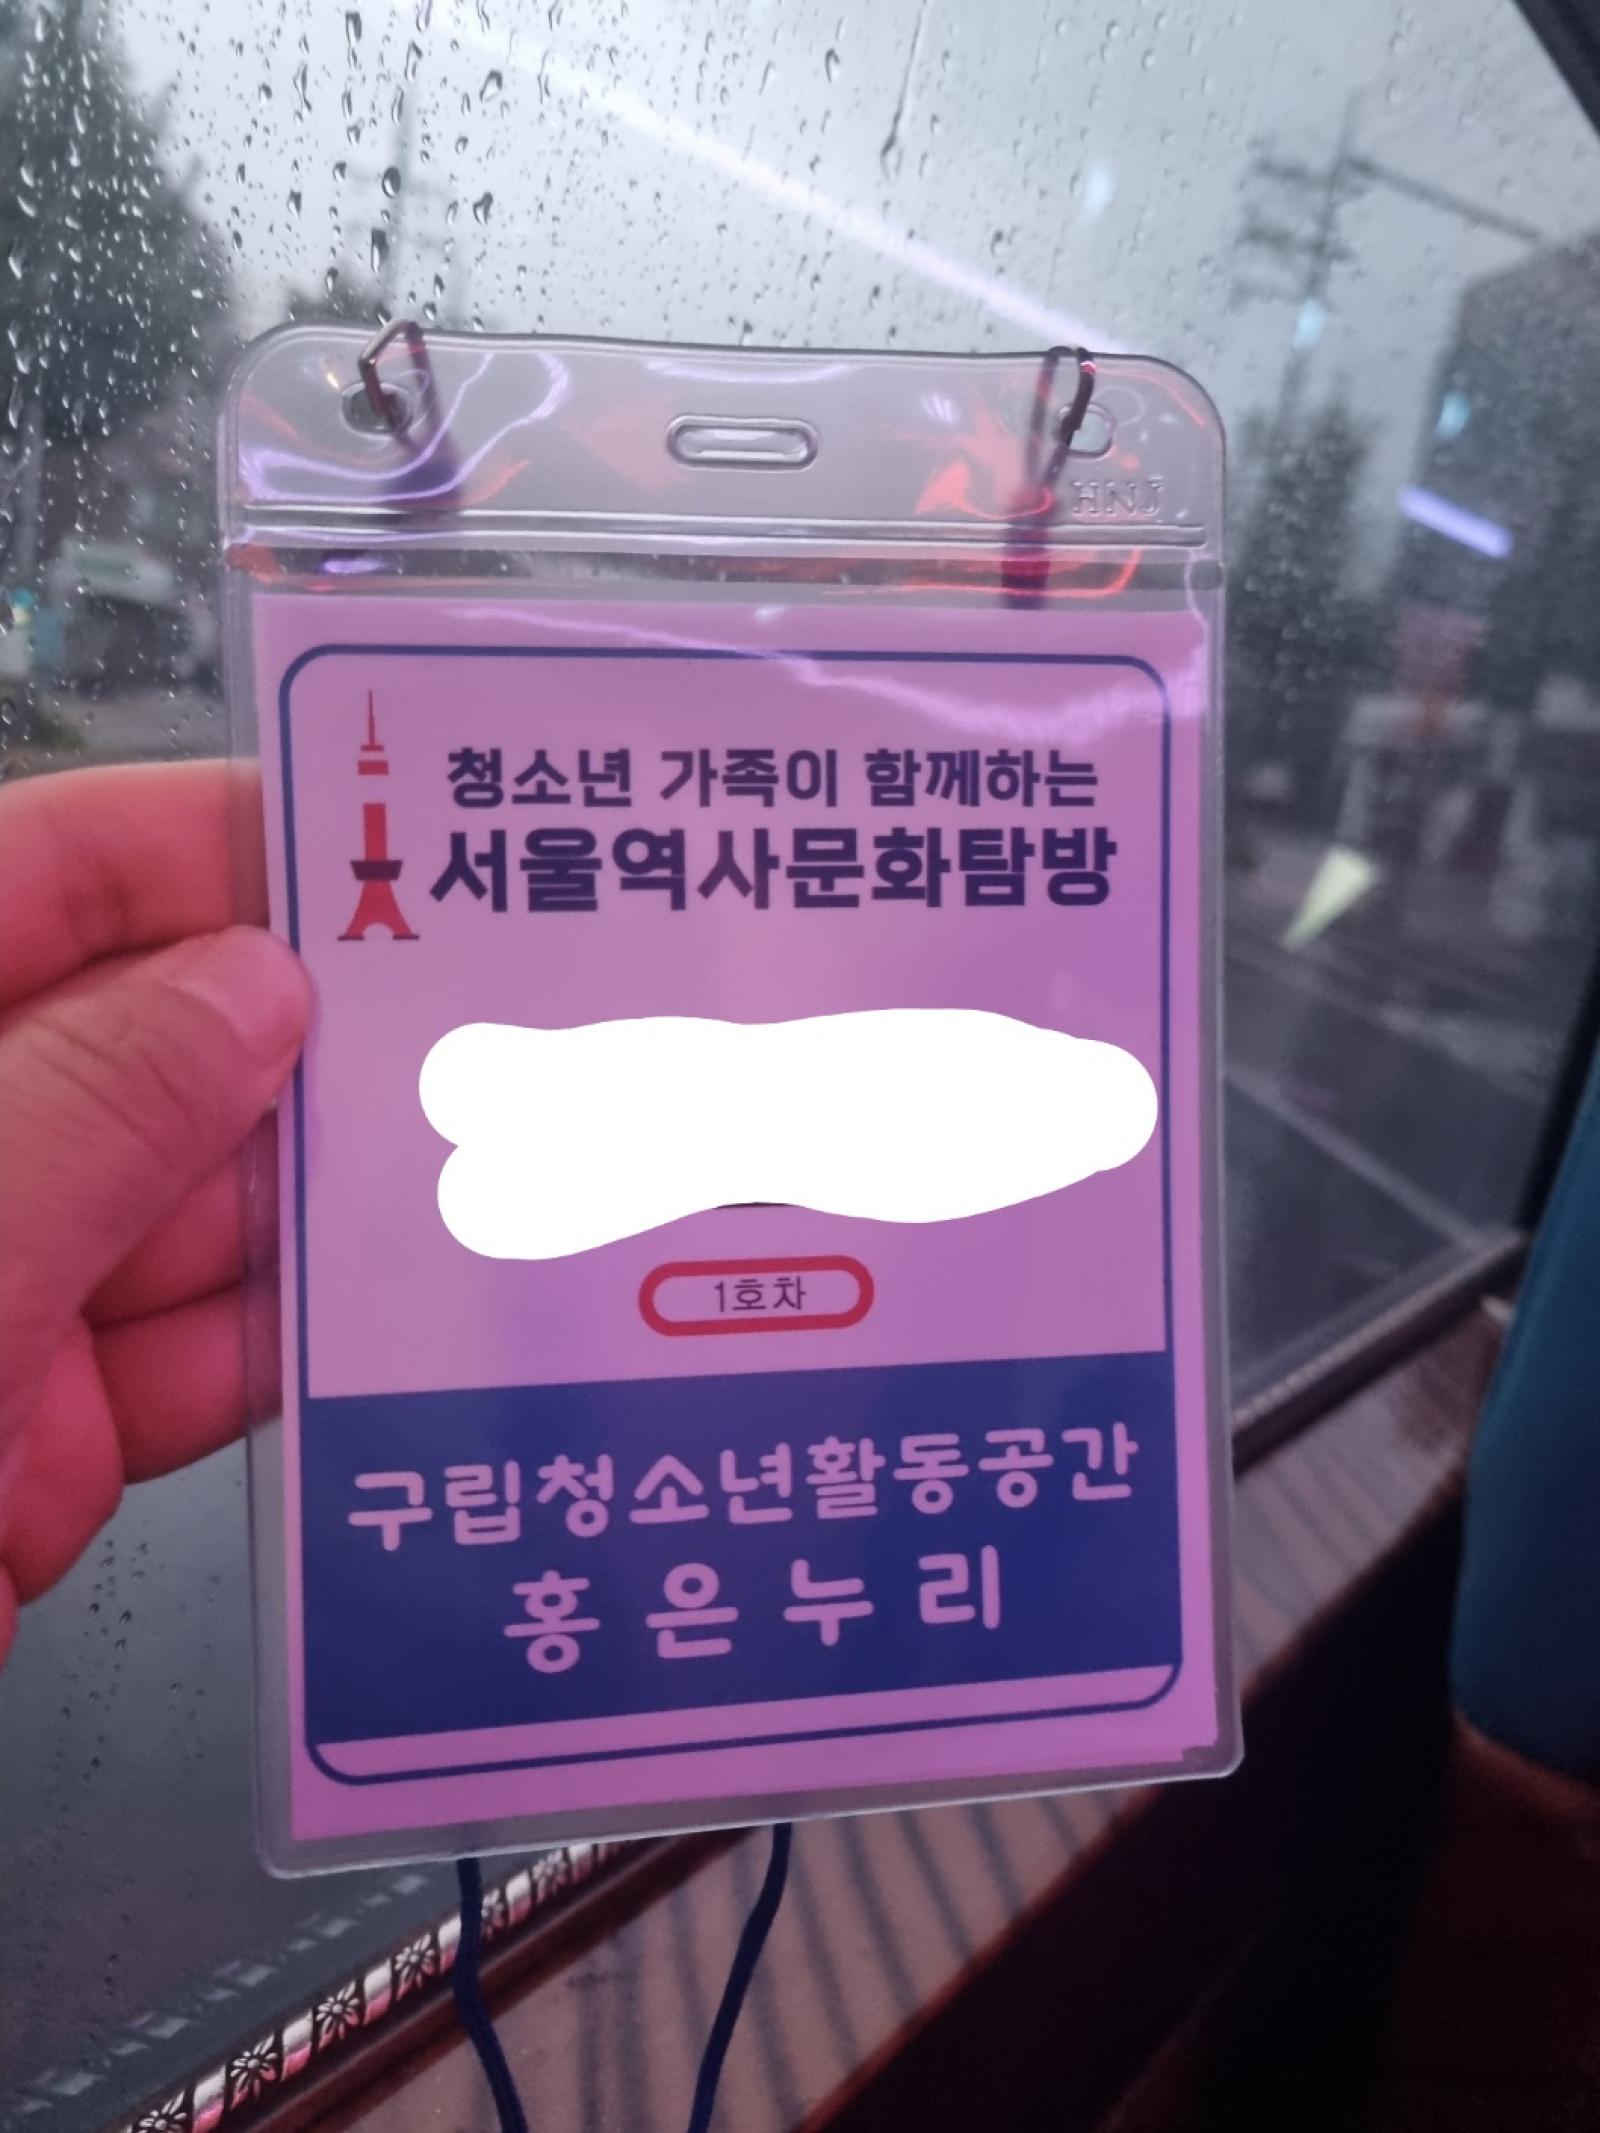 HNJ
청소년 가족이 함께하는
서울역사문화탐방
1호차
구립청소년활동공간
홍은누리